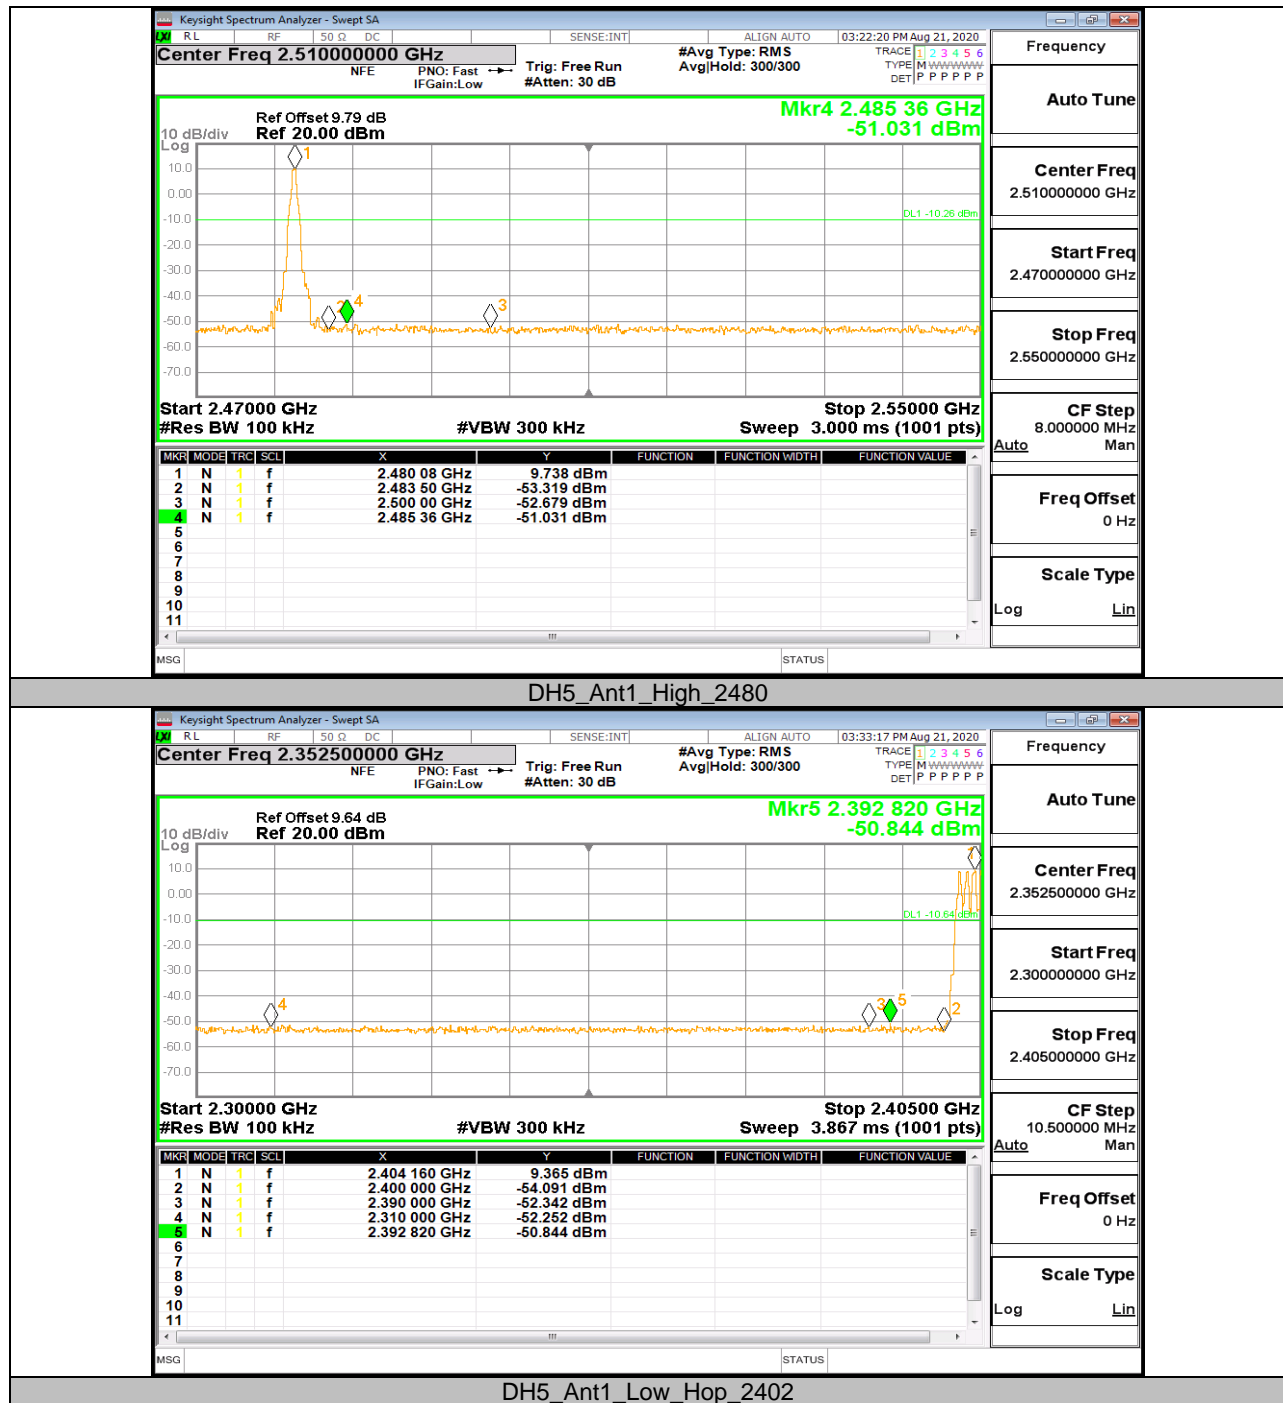 Keysight Spectrum Analyzer - Swept SA
LXI RL RF 50 Ω DC SENSE:INT ALIGN AUTO 03:22:20 PM Aug 21, 2020
Center Freq 2.510000000 GHz
NFE PNO: Fast IFGain:Low
Trig: Free Run
#Atten: 30 dB
#Avg Type: RMS
Avg|Hold: 300/300
TRACE 1 2 3 4 5 6
TYPE M WWWWW
DET P P P P P P
Frequency
Mkr4 2.485 36 GHz
-51.031 dBm
Ref Offset 9.79 dB
10 dB/div Ref 20.00 dBm
Log
10.0
0.00
-10.0
-20.0
-30.0
-40.0
-50.0
-60.0
-70.0
1
DL1 -10.26 dBm
4
3
Start 2.47000 GHz Stop 2.55000 GHz
#Res BW 100 kHz #VBW 300 kHz Sweep 3.000 ms (1001 pts)
MKR MODE TRC SCL X Y FUNCTION FUNCTION WIDTH FUNCTION VALUE
1 N 1 f 2.480 08 GHz 9.738 dBm
2 N 1 f 2.483 50 GHz -53.319 dBm
3 N 1 f 2.500 00 GHz -52.679 dBm
4 N 1 f 2.485 36 GHz -51.031 dBm
5
6
7
8
9
10
11
MSG STATUS
Auto Tune
Center Freq
2.510000000 GHz
Start Freq
2.470000000 GHz
Stop Freq
2.550000000 GHz
CF Step
8.000000 MHz
Auto Man
Freq Offset
0 Hz
Scale Type
Log Lin
DH5_Ant1_High_2480
Keysight Spectrum Analyzer - Swept SA
LXI RL RF 50 Ω DC SENSE:INT ALIGN AUTO 03:33:17 PM Aug 21, 2020
Center Freq 2.352500000 GHz
NFE PNO: Fast IFGain:Low
Trig: Free Run
#Atten: 30 dB
#Avg Type: RMS
Avg|Hold: 300/300
TRACE 1 2 3 4 5 6
TYPE M WWWWW
DET P P P P P P
Frequency
Mkr5 2.392 820 GHz
-50.844 dBm
Ref Offset 9.64 dB
10 dB/div Ref 20.00 dBm
Log
10.0
0.00
-10.0
-20.0
-30.0
-40.0
-50.0
-60.0
-70.0
1
DL1 -10.64 dBm
4
3
5
2
Start 2.30000 GHz Stop 2.40500 GHz
#Res BW 100 kHz #VBW 300 kHz Sweep 3.867 ms (1001 pts)
MKR MODE TRC SCL X Y FUNCTION FUNCTION WIDTH FUNCTION VALUE
1 N 1 f 2.404 160 GHz 9.365 dBm
2 N 1 f 2.400 000 GHz -54.091 dBm
3 N 1 f 2.390 000 GHz -52.342 dBm
4 N 1 f 2.310 000 GHz -52.252 dBm
5 N 1 f 2.392 820 GHz -50.844 dBm
6
7
8
9
10
11
MSG STATUS
Auto Tune
Center Freq
2.352500000 GHz
Start Freq
2.300000000 GHz
Stop Freq
2.405000000 GHz
CF Step
10.500000 MHz
Auto Man
Freq Offset
0 Hz
Scale Type
Log Lin
DH5_Ant1_Low_Hop_2402